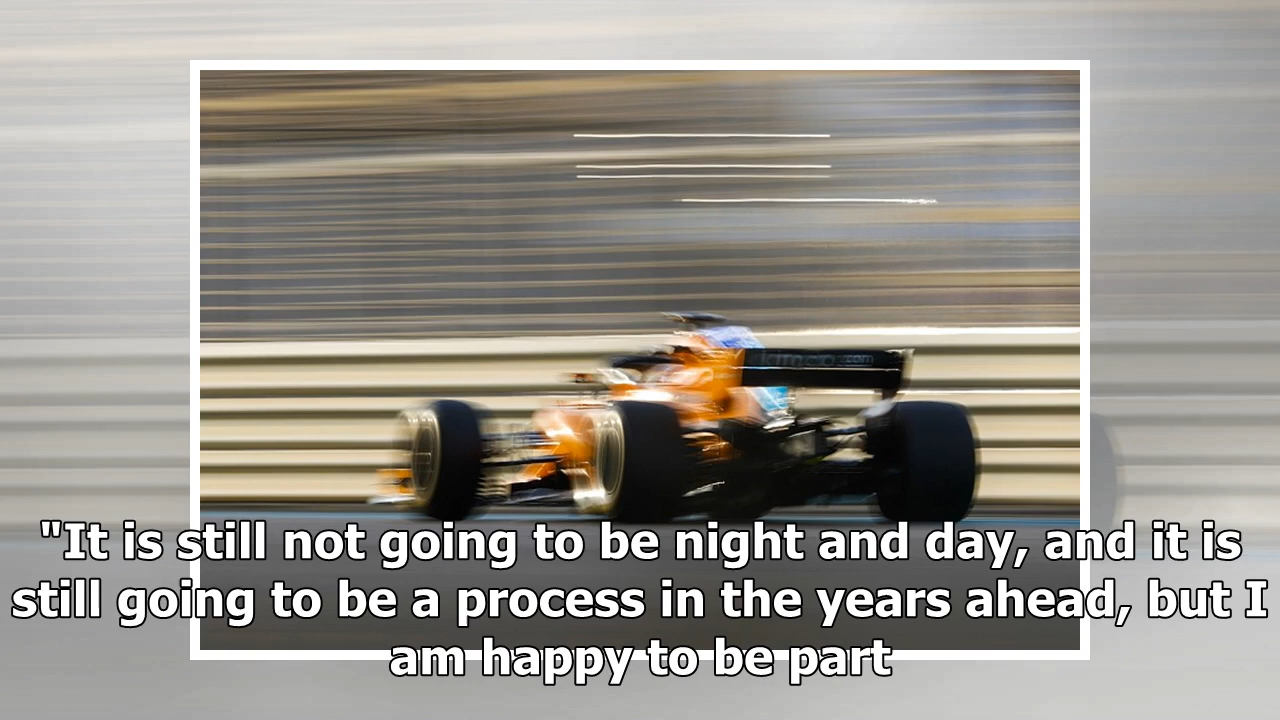 "It is still not going to be night and day, and it is
still going to be a process in the years ahead, but I
am happy to be part